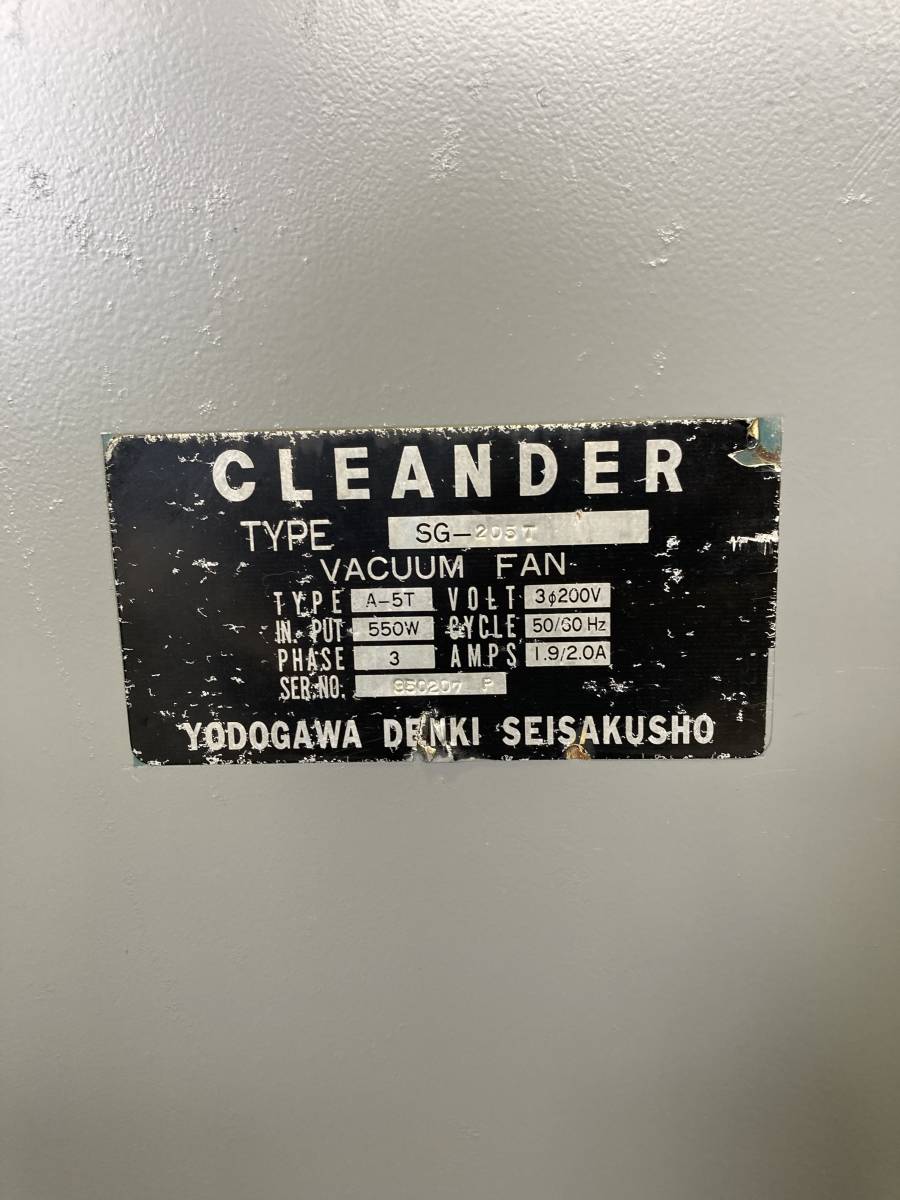 CLEANDER
TYPE SG-205T
VACUUM FAN
TYPE A-5T VOLT 3φ200V
IN. PUT 550W CYCLE 50/60 Hz
PHASE 3 AMPS 1.9/2.0A
SER.NO. 850207 P
YODOGAWA DENKI SEISAKUSHO